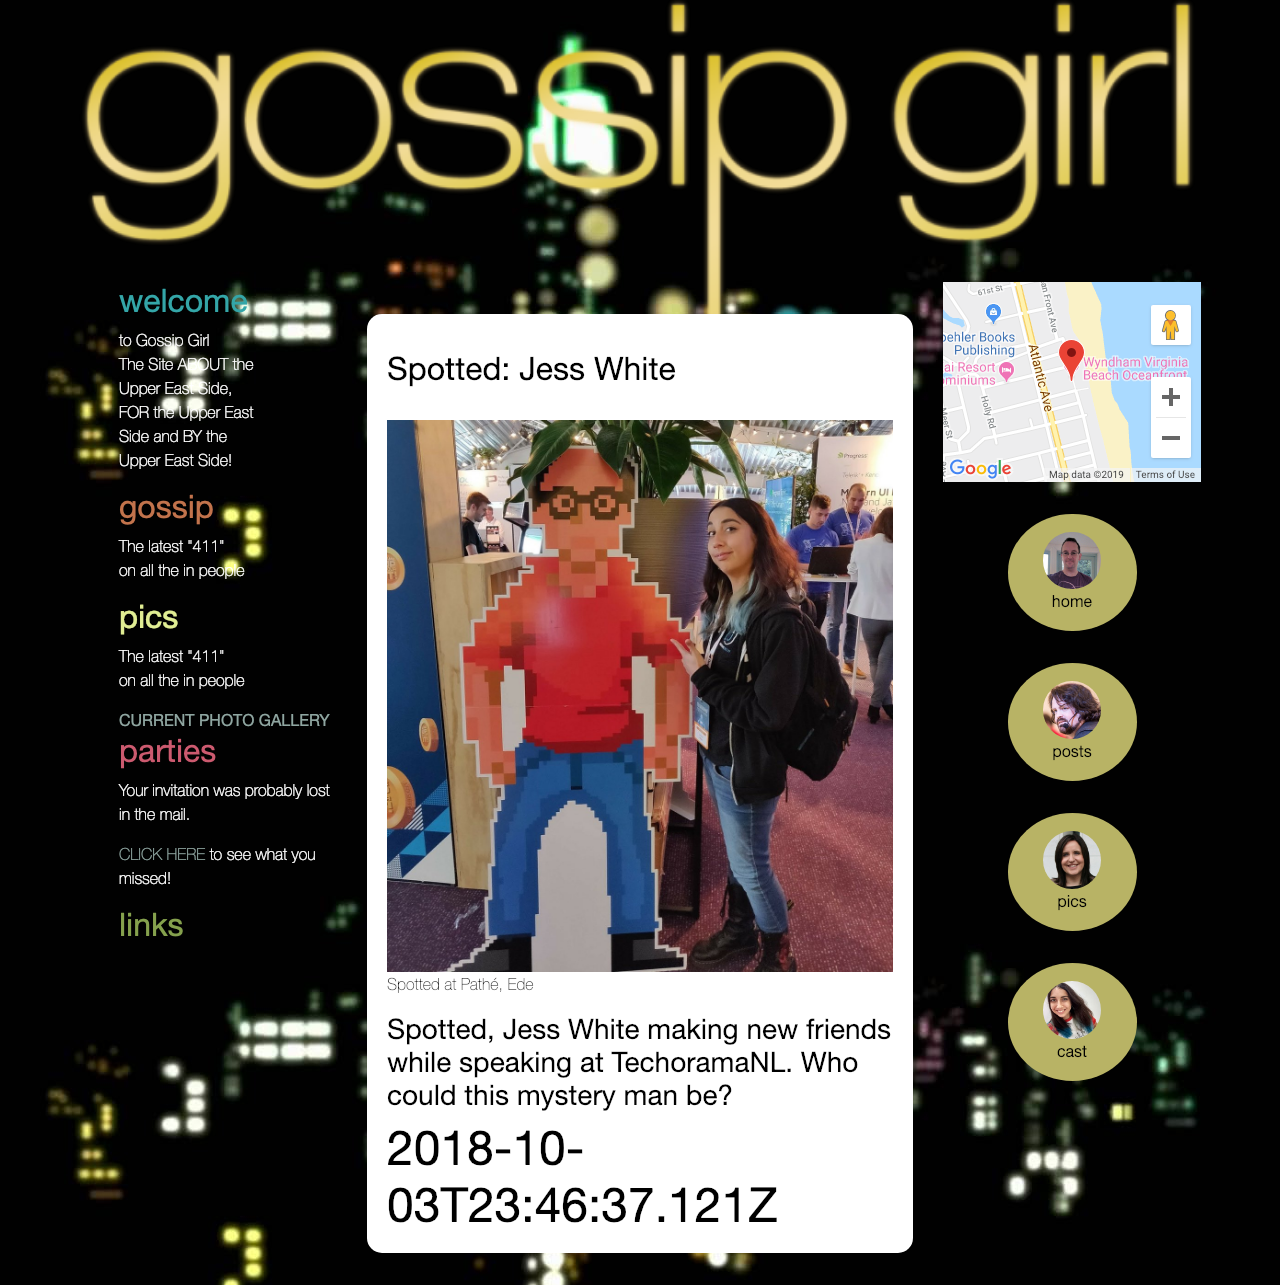 gossip girl
welcome
to Gossip Girl
The Site ABOUT the
Upper East Side,
FOR the Upper East
Side and BY the
Upper East Side!
gossip
The latest "411"
on all the in people
pics
The latest "411"
on all the in people
CURRENT PHOTO GALLERY
parties
Your invitation was probably lost
in the mail.
CLICK HERE to see what you
missed!
links
Spotted: Jess White
Progress
Spotted at Pathé, Ede
Spotted, Jess White making new friends
while speaking at TechoramaNL. Who
could this mystery man be?
2018-10-
03T23:46:37.121Z
61st St
an Front Ave
oehler Books
Publishing
Atlantic Ave
Wyndham Virginia
Beach Oceanfront
ai Resort
miniums
Holly Rd
Meer St
Google
Map data ©2019
Terms of Use
home
posts
pics
cast